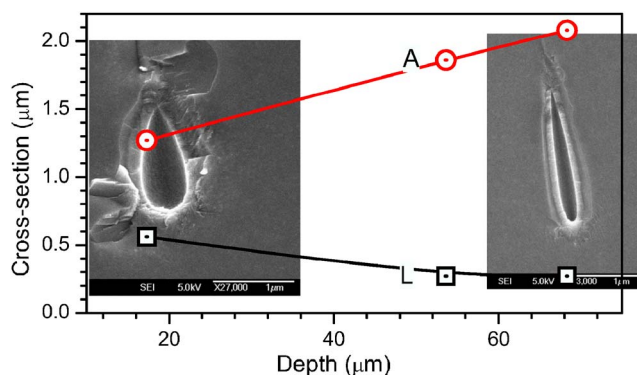 2.0
1.5
1.0
0.5
0.0
Cross-section (μm)
A
L
SEI 5.0kV X27,000 1μm
SEI 5.0kV 3,000 1μm
20 40 60
Depth (μm)